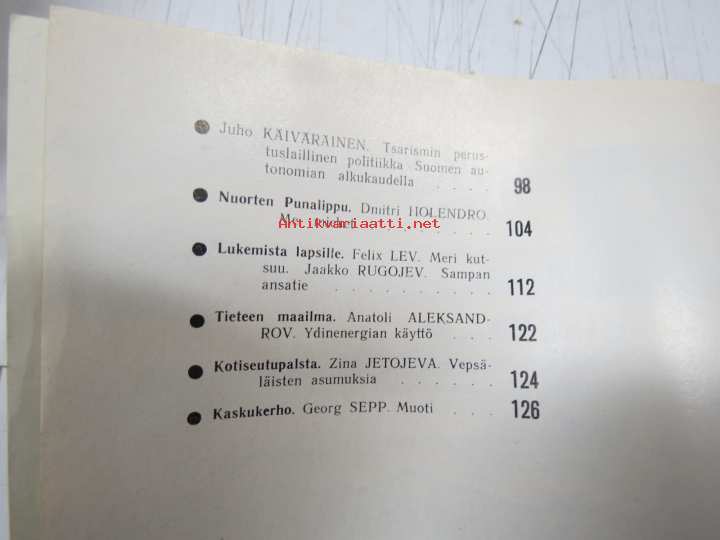 Juho KÄIVÄRÄINEN. Tsarismin perus-
tuslaillinen politiikka Suomen au-
tonomian alkukaudella . . . . 98
Nuorten Punalippu. Dmitri HOLENDRO.
Antikvariaatti.net . . . . . 104
Lukemista lapsille. Felix LEV. Meri kut-
suu. Jaakko RUGOJEV. Sampan
ansatie . . . . . . . . . . 112
Tieteen maailma. Anatoli ALEKSAND-
ROV. Ydinenergian käyttö . . . 122
Kotiseutupalsta. Zina JETOJEVA. Vepsä-
läisten asumuksia . . . . . . 124
Kaskukerho. Georg SEPP. Muoti . . . 126